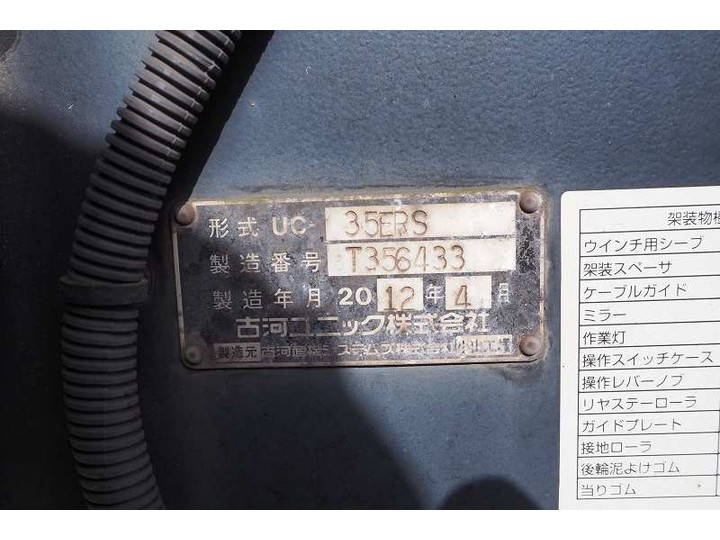 形式 UC- 35ERS
製造番号 T356433
製造年月 2012年4月
古河ユニック株式会社
製造元
架装物
ウインチ用シーブ
架装スペーサ
ケーブルガイド
ミラー
作業灯
操作スイッチケース
操作レバーノブ
リヤステーローラ
ガイドプレート
接地ローラ
後輪泥よけゴム
当りゴム